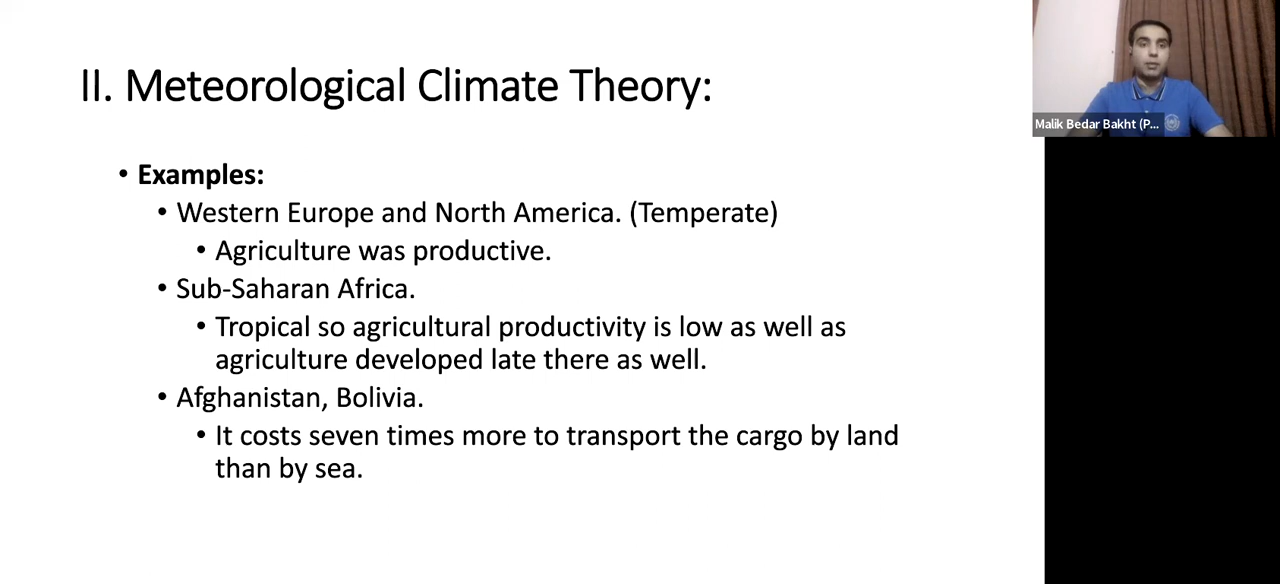 II. Meteorological Climate Theory:
• Examples:
• Western Europe and North America. (Temperate)
• Agriculture was productive.
• Sub-Saharan Africa.
• Tropical so agricultural productivity is low as well as
agriculture developed late there as well.
• Afghanistan, Bolivia.
• It costs seven times more to transport the cargo by land
than by sea.
Malik Bedar Bakht (P...